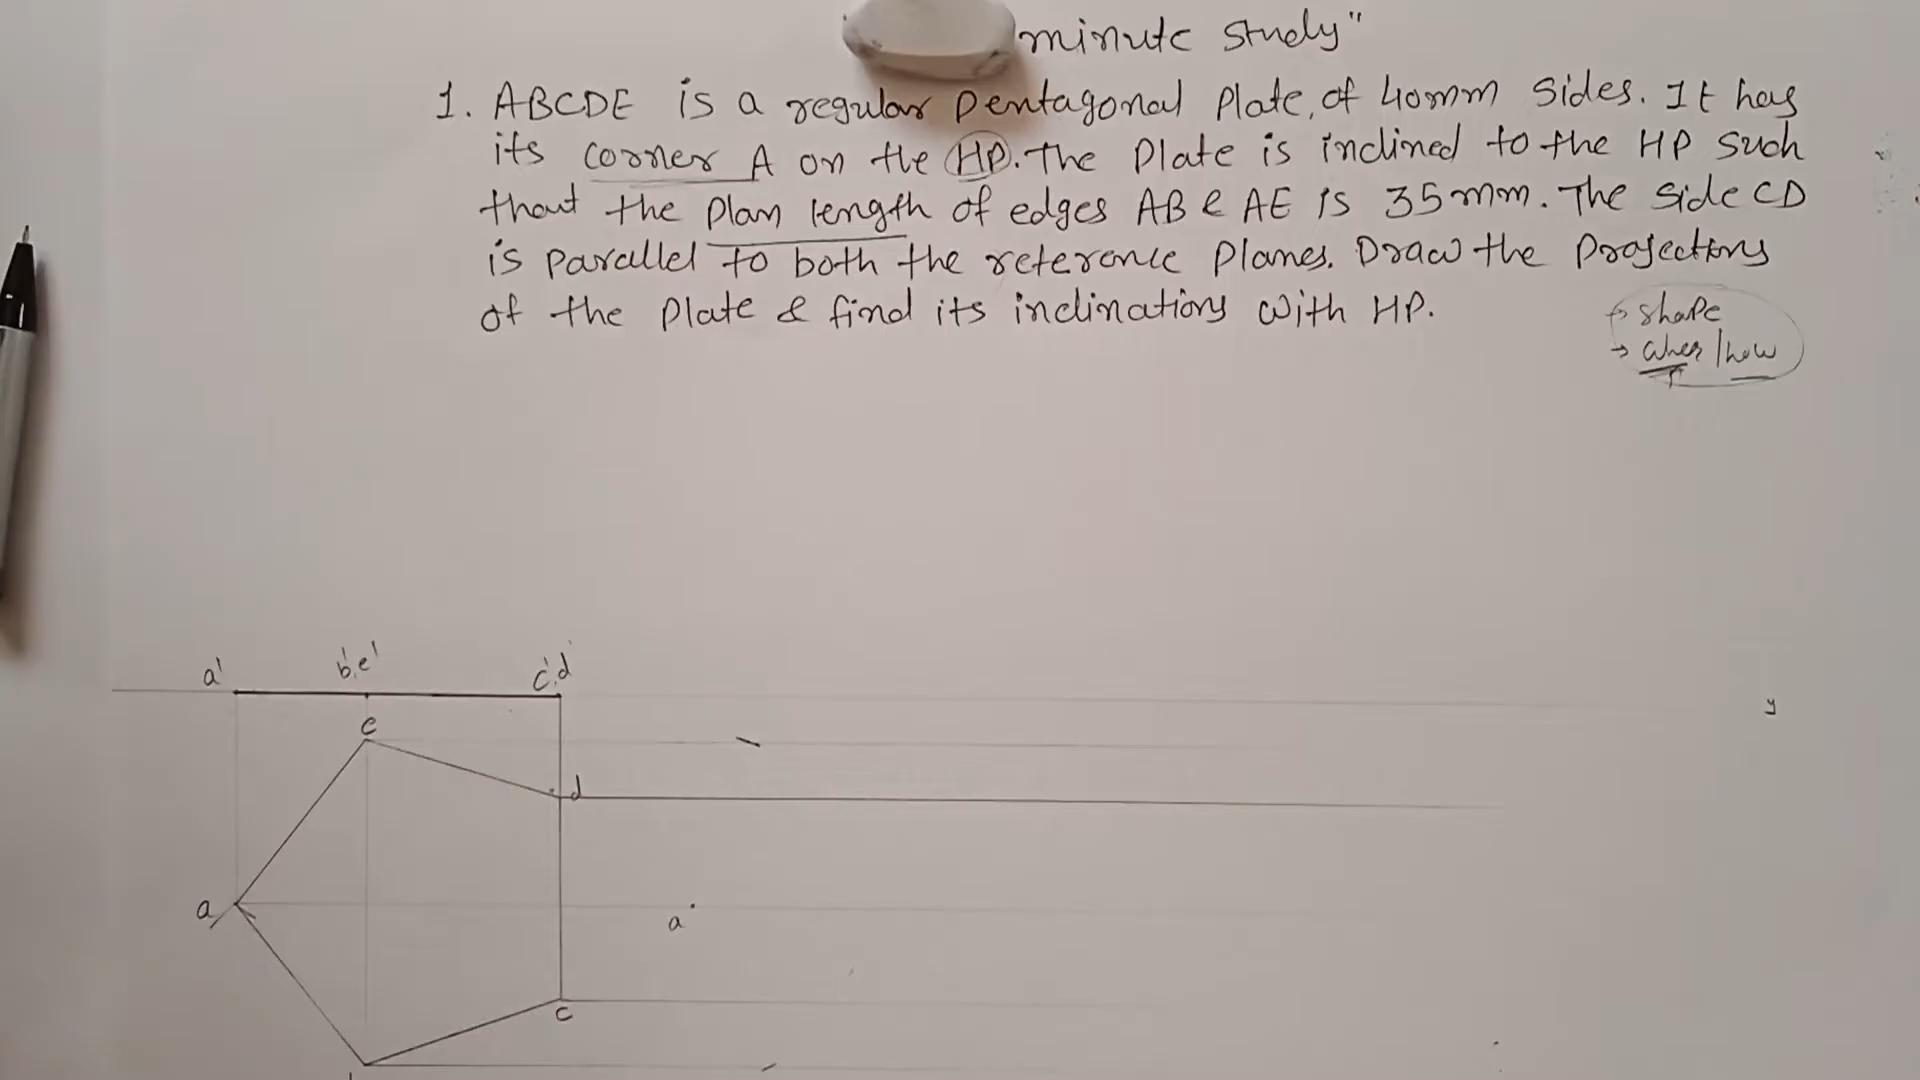 minute study"
1. ABCDE is a regular Pentagonal Plate, of 40mm Sides. It has
its corner A on the HP. The Plate is inclined to the HP such
that the plan length of edges AB & AE is 35mm. The side CD
is parallel to both the reference Planes. Draw the Projections
of the Plate & find its inclinations with HP.
→ shape
→ when / how
a' b'e' c'd'
y
e
d
a a
c